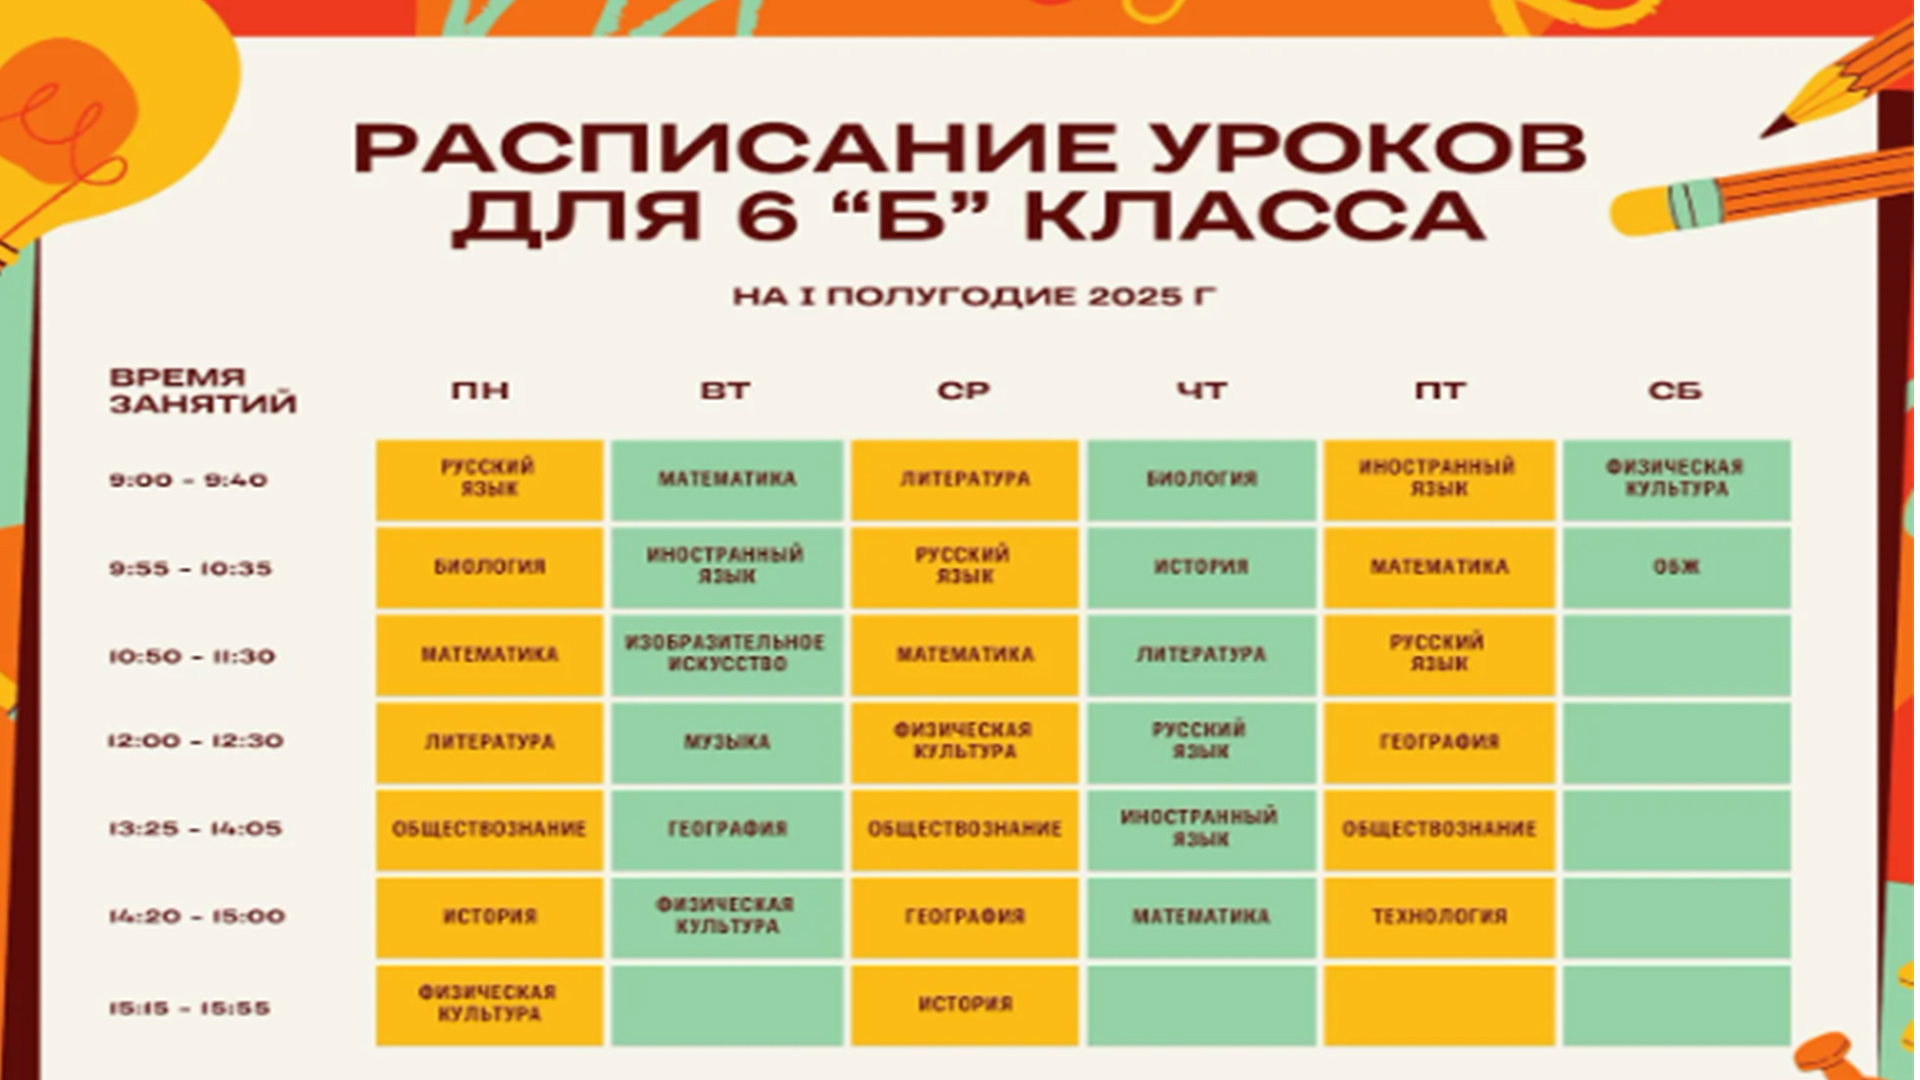 РАСПИСАНИЕ УРОКОВ
ДЛЯ 6 “Б” КЛАССА
НА I ПОЛУГОДИЕ 2025 Г
ВРЕМЯ
ЗАНЯТИЙ
ПН ВТ СР ЧТ ПТ СБ
9:00 - 9:40
РУССКИЙ
ЯЗЫК
МАТЕМАТИКА
ЛИТЕРАТУРА
БИОЛОГИЯ
ИНОСТРАННЫЙ
ЯЗЫК
ФИЗИЧЕСКАЯ
КУЛЬТУРА
9:55 - 10:35
БИОЛОГИЯ
ИНОСТРАННЫЙ
ЯЗЫК
РУССКИЙ
ЯЗЫК
ИСТОРИЯ
МАТЕМАТИКА
ОБЖ
10:50 - 11:30
МАТЕМАТИКА
ИЗОБРАЗИТЕЛЬНОЕ
ИСКУССТВО
МАТЕМАТИКА
ЛИТЕРАТУРА
РУССКИЙ
ЯЗЫК
12:00 - 12:30
ЛИТЕРАТУРА
МУЗЫКА
ФИЗИЧЕСКАЯ
КУЛЬТУРА
РУССКИЙ
ЯЗЫК
ГЕОГРАФИЯ
13:25 - 14:05
ОБЩЕСТВОЗНАНИЕ
ГЕОГРАФИЯ
ОБЩЕСТВОЗНАНИЕ
ИНОСТРАННЫЙ
ЯЗЫК
ОБЩЕСТВОЗНАНИЕ
14:20 - 15:00
ИСТОРИЯ
ФИЗИЧЕСКАЯ
КУЛЬТУРА
ГЕОГРАФИЯ
МАТЕМАТИКА
ТЕХНОЛОГИЯ
15:15 - 15:55
ФИЗИЧЕСКАЯ
КУЛЬТУРА
ИСТОРИЯ